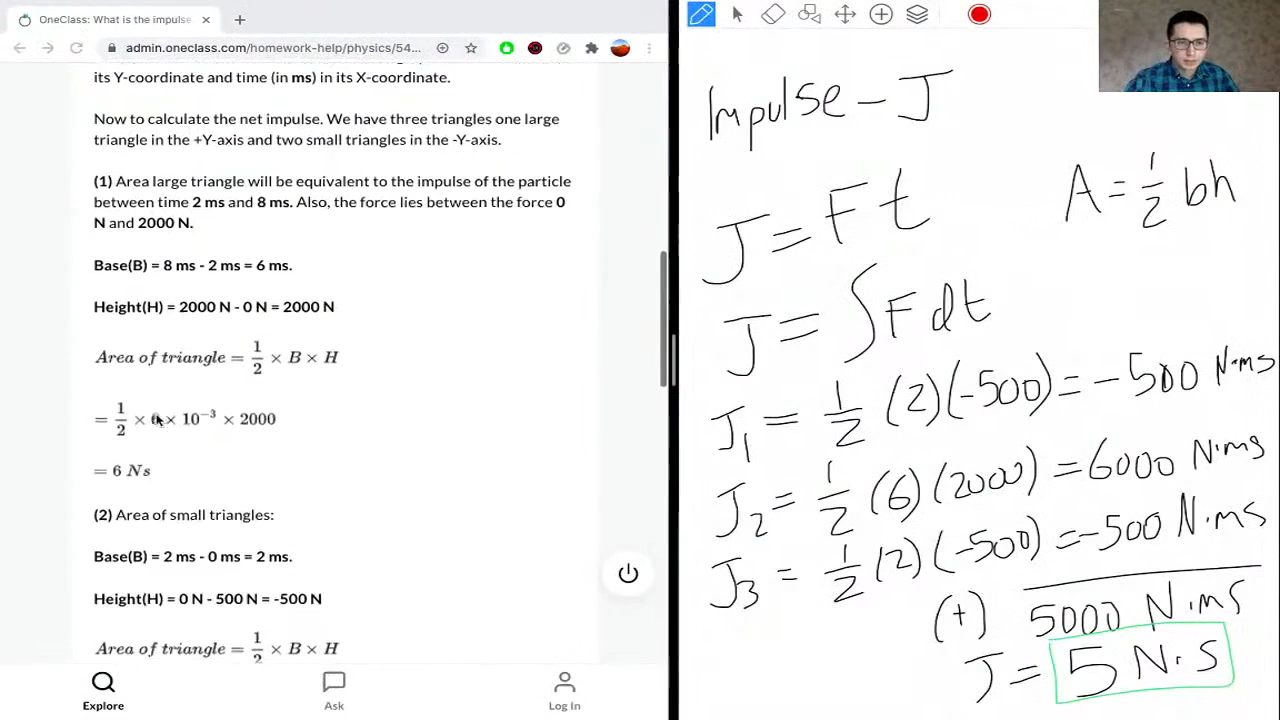 OneClass: What is the impulse
admin.oneclass.com/homework-help/physics/54...
its Y-coordinate and time (in ms) in its X-coordinate.
Now to calculate the net impulse. We have three triangles one large
triangle in the +Y-axis and two small triangles in the -Y-axis.
(1) Area large triangle will be equivalent to the impulse of the particle
between time 2 ms and 8 ms. Also, the force lies between the force 0
N and 2000 N.
Base(B) = 8 ms - 2 ms = 6 ms.
Height(H) = 2000 N - 0 N = 2000 N
Area of triangle = 1/2 × B × H
= 1/2 × 6 × 10⁻³ × 2000
= 6 Ns
(2) Area of small triangles:
Base(B) = 2 ms - 0 ms = 2 ms.
Height(H) = 0 N - 500 N = -500 N
Area of triangle = 1/2 × B × H
Explore
Ask
Log In
Impulse - J
J = F t
A = 1/2 bh
J = ∫F dt
J₁ = 1/2 (2)(-500) = -500 N·ms
J₂ = 1/2 (6)(2000) = 6000 N·ms
J₃ = 1/2 (2)(-500) = -500 N·ms
(+) 5000 N·ms
J = 5 N·s